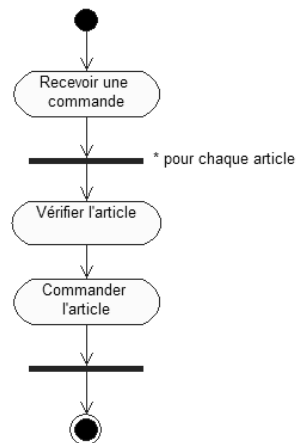 Recevoir une
commande
* pour chaque article
Vérifier l'article
Commander
l'article